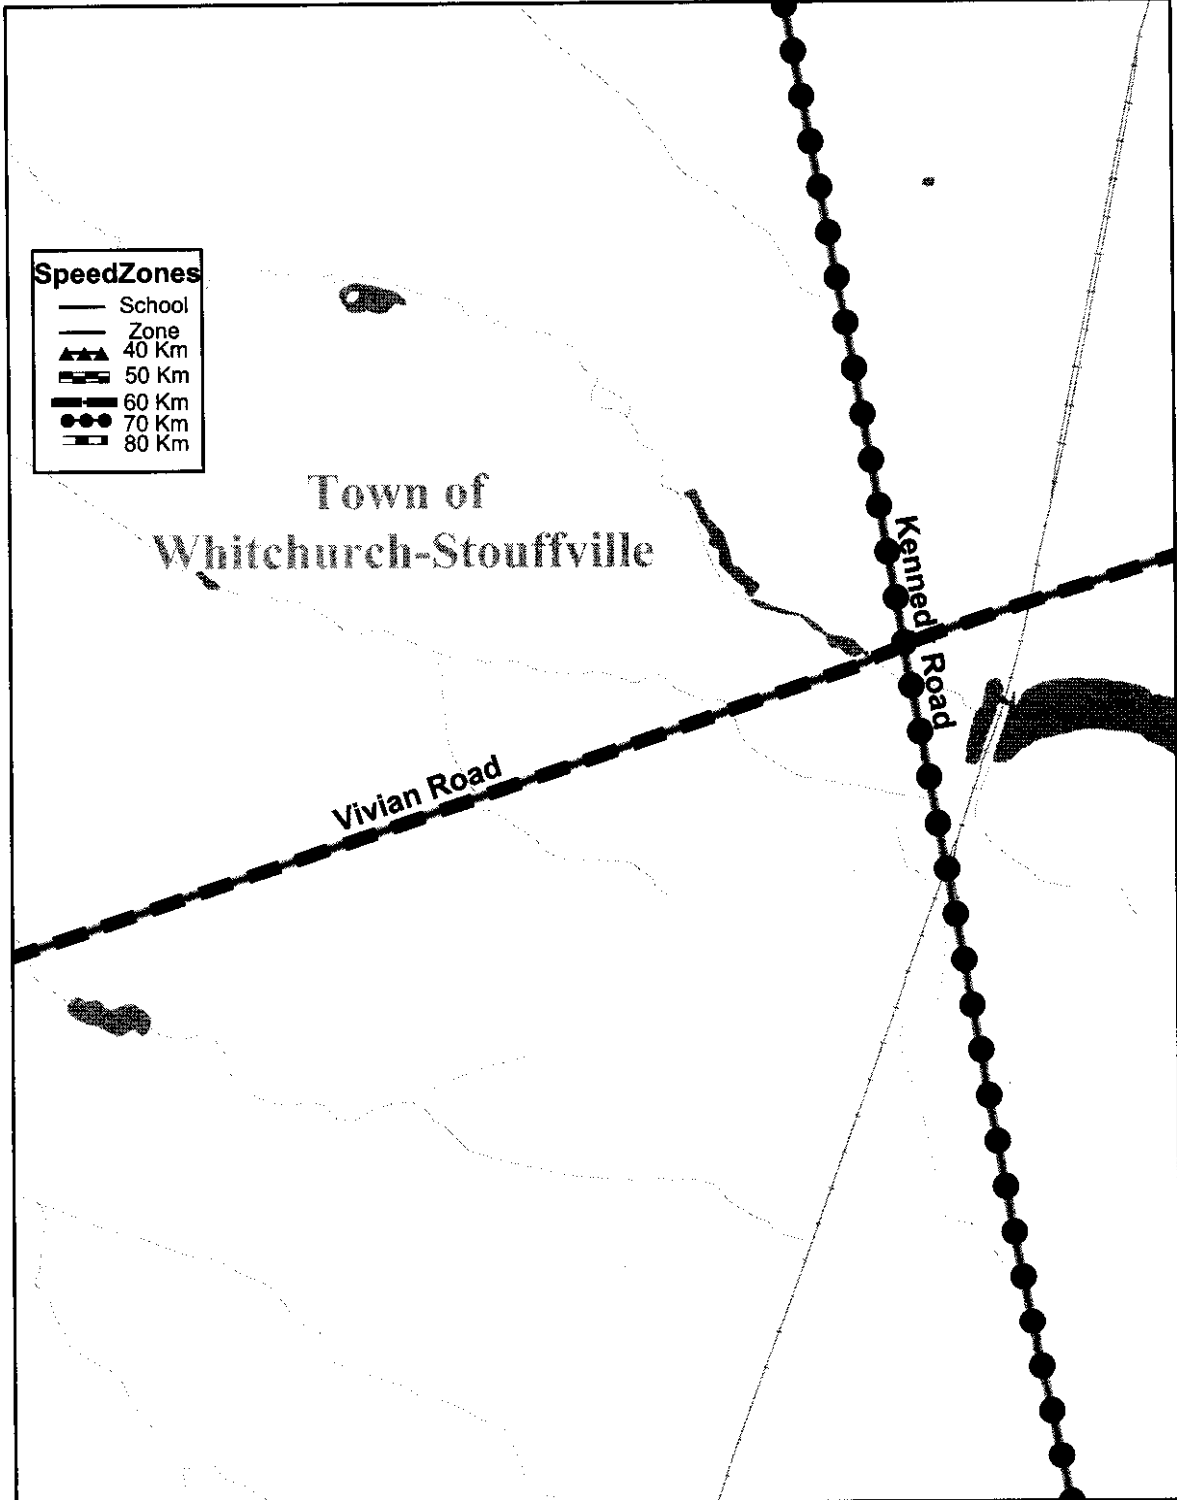 SpeedZones
School
Zone
40 Km
50 Km
60 Km
70 Km
80 Km
Town of
Whitchurch-Stouffville
Kennedy Road
Vivian Road